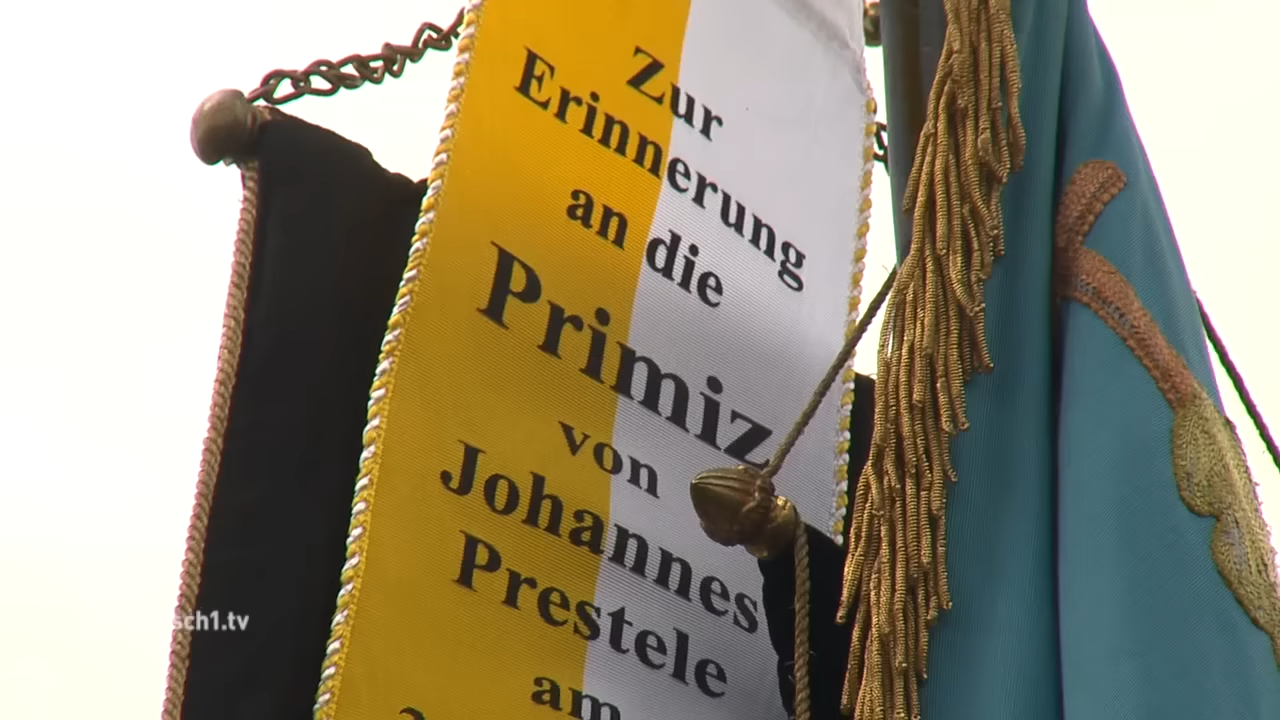 Zur
Erinnerung
an die
Primiz
von
Johannes
Prestele
am
sch1.tv